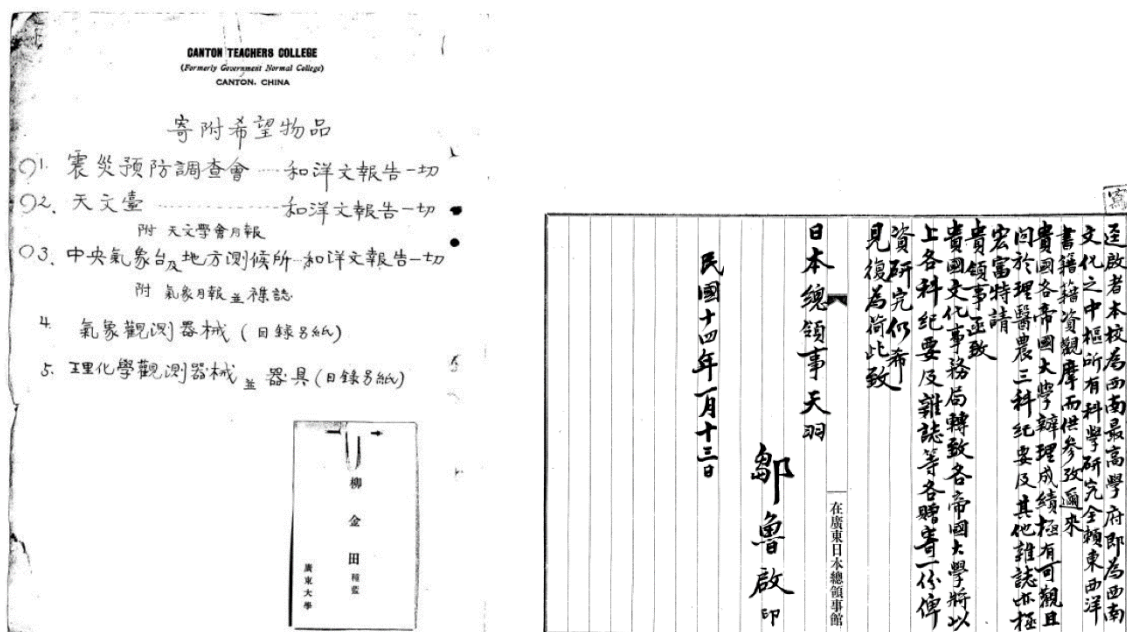 CANTON TEACHERS COLLEGE
(Formerly Government Normal College)
CANTON. CHINA
寄附希望物品
1. 震災預防調查會……和洋文報告一切
2. 天文臺………………和洋文報告一切
附 天文學會月報
3. 中央氣象台及地方測候所…和洋文報告一切
附 氣象月報並雜誌
4. 氣象觀測器械(目錄另紙)
5. 理化學觀測器械並器具(目錄另紙)
柳金田
種藍
廣東大學
寫
逕啟者本校為西南最高學府即為西南
文化之中樞所有科學研究全賴東西洋
書籍籍資觀摩而供參攷邇來
貴國各帝國大學辦理成績極有可觀且
関於理醫農三科紀要及其他雜誌亦極
宏富特請
貴領事函致
貴國文化事務局轉致各帝國大學將以
上各科紀要及雜誌等各贈寄一份俾
資研究仍希
見復為荷此致
日本總領事天羽
鄒魯啟印
民國十四年一月十三日
在廣東日本總領事館